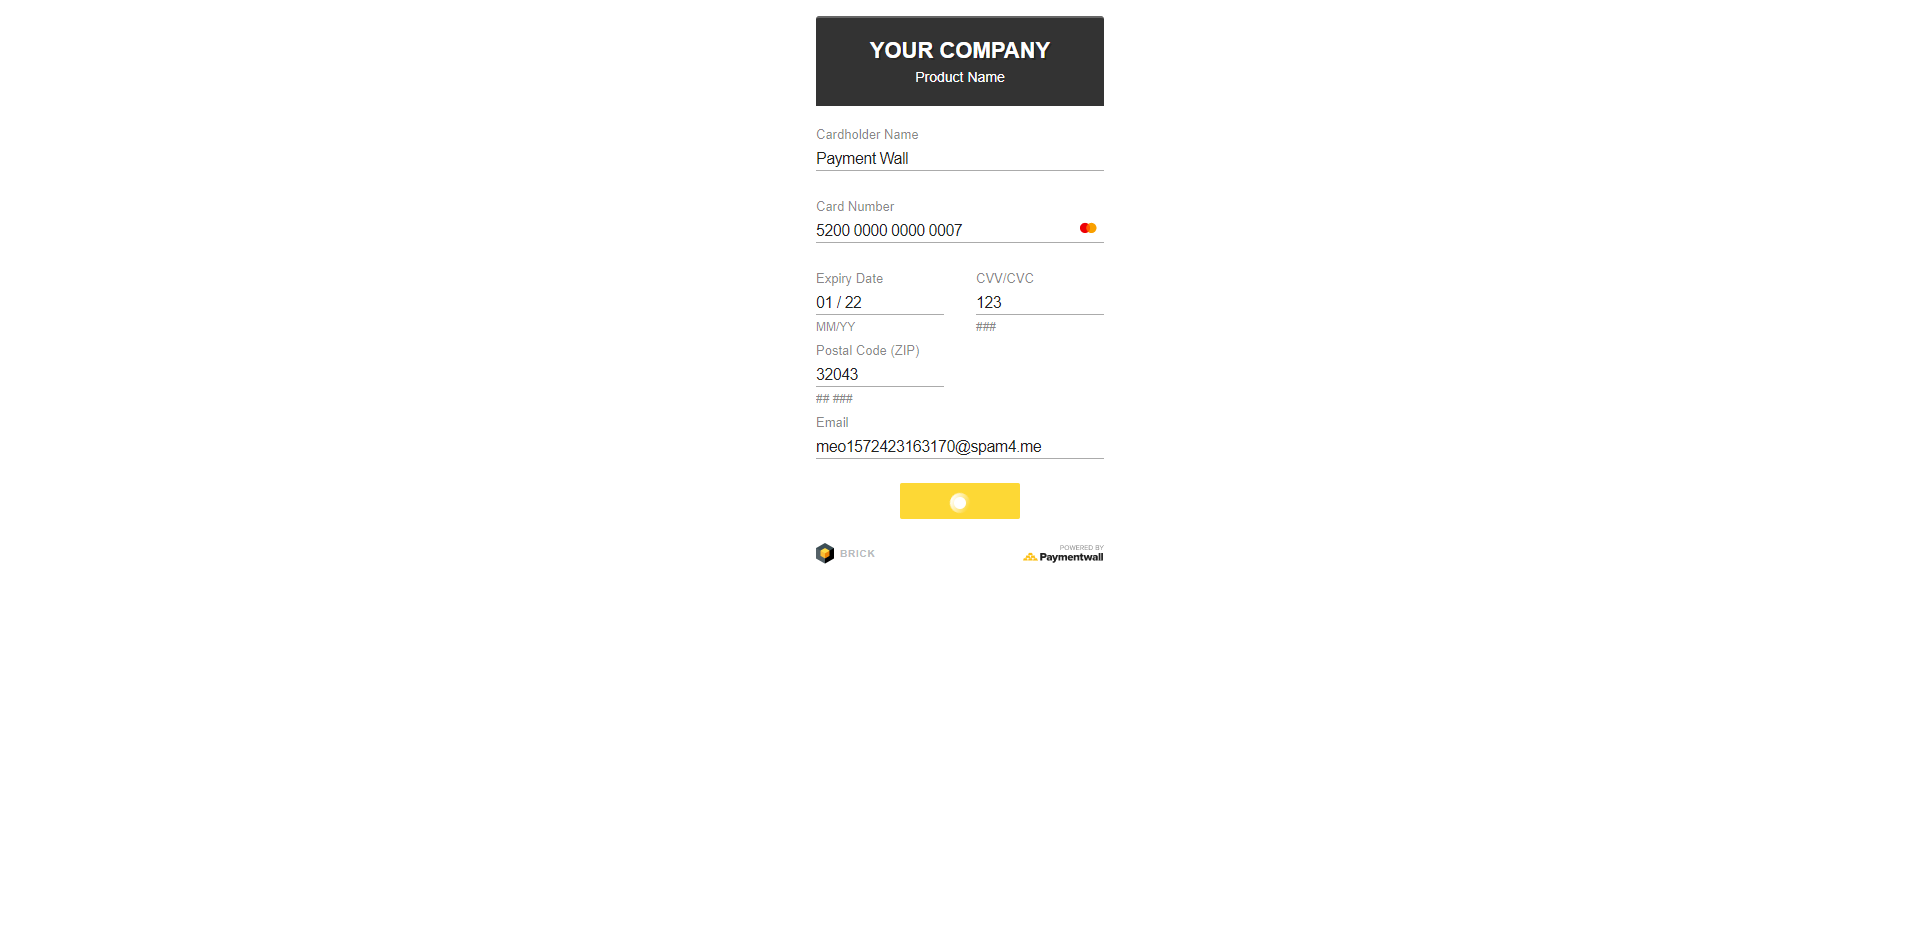 YOUR COMPANY
Product Name
Cardholder Name
Payment Wall
Card Number
5200 0000 0000 0007
Expiry Date CVV/CVC
01 / 22 123
MM/YY ###
Postal Code (ZIP)
32043
## ###
Email
meo1572423163170@spam4.me
BRICK
POWERED BY
Paymentwall